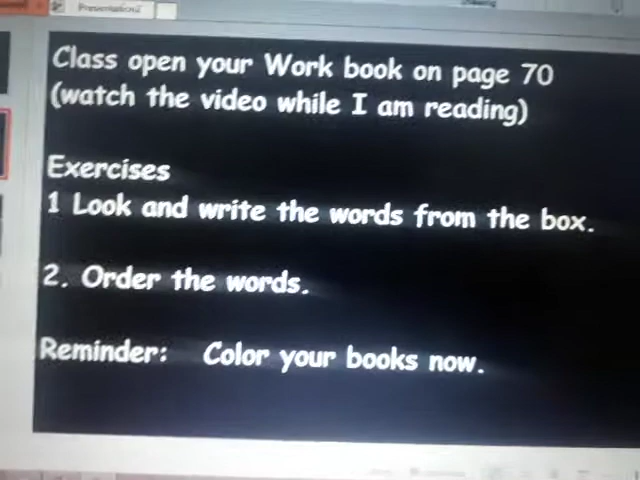 Presentation2
Class open your Work book on page 70
(watch the video while I am reading)
Exercises
1 Look and write the words from the box.
2. Order the words.
Reminder: Color your books now.